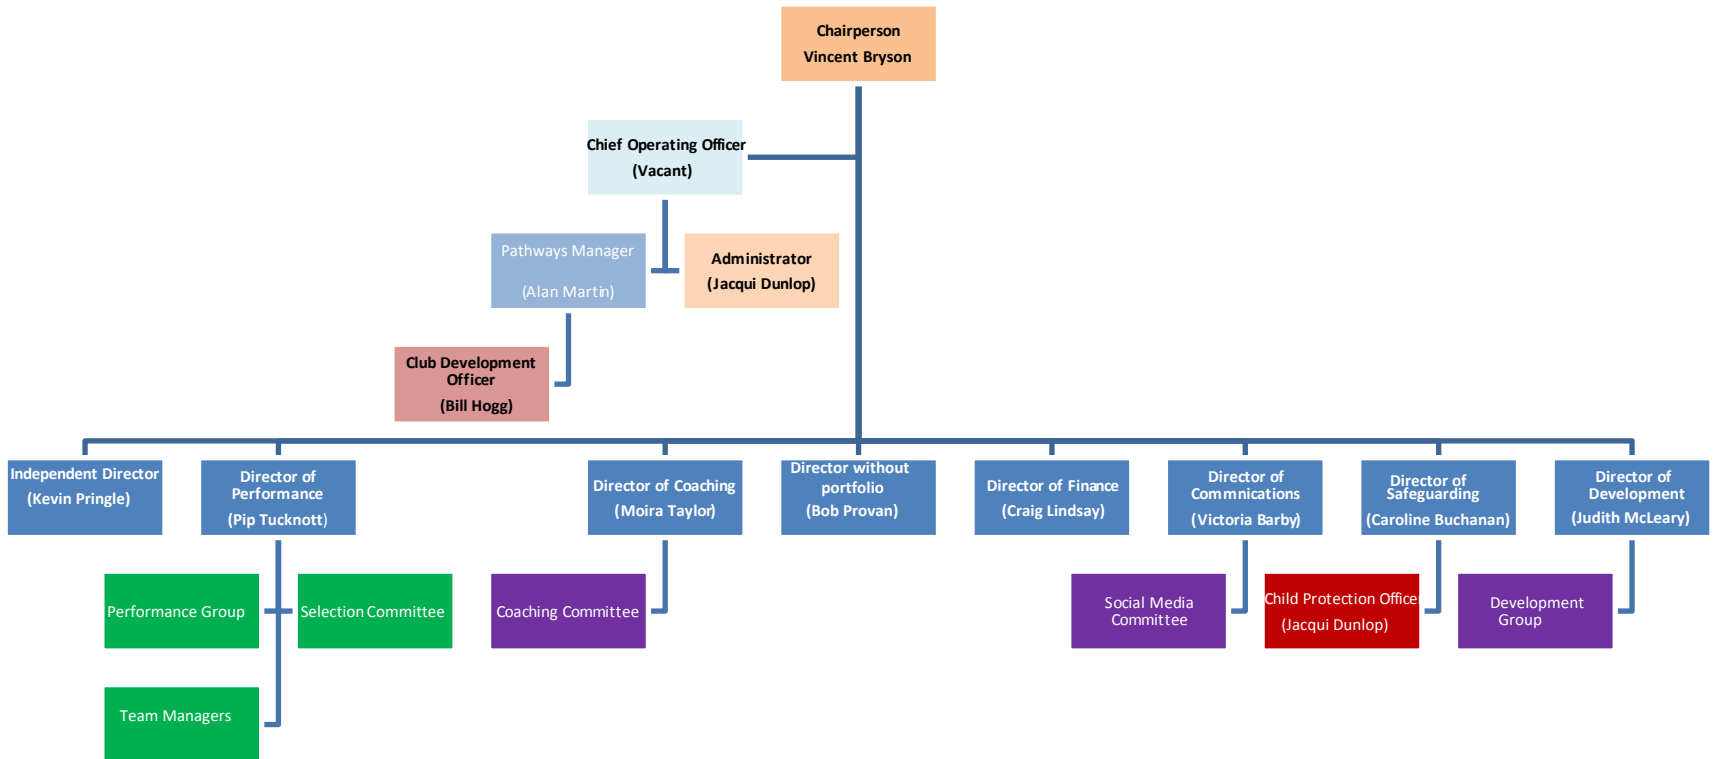 Chairperson
Vincent Bryson
Chief Operating Officer
(Vacant)
Pathways Manager
(Alan Martin)
Administrator
(Jacqui Dunlop)
Club Development
Officer
(Bill Hogg)
Independent Director
(Kevin Pringle)
Director of
Performance
(Pip Tucknott)
Director of Coaching
(Moira Taylor)
Director without
portfolio
(Bob Provan)
Director of Finance
(Craig Lindsay)
Director of
Commnications
(Victoria Barby)
Director of
Safeguarding
(Caroline Buchanan)
Director of
Development
(Judith McLeary)
Performance Group
Selection Committee
Coaching Committee
Social Media
Committee
Child Protection Officer
(Jacqui Dunlop)
Development
Group
Team Managers